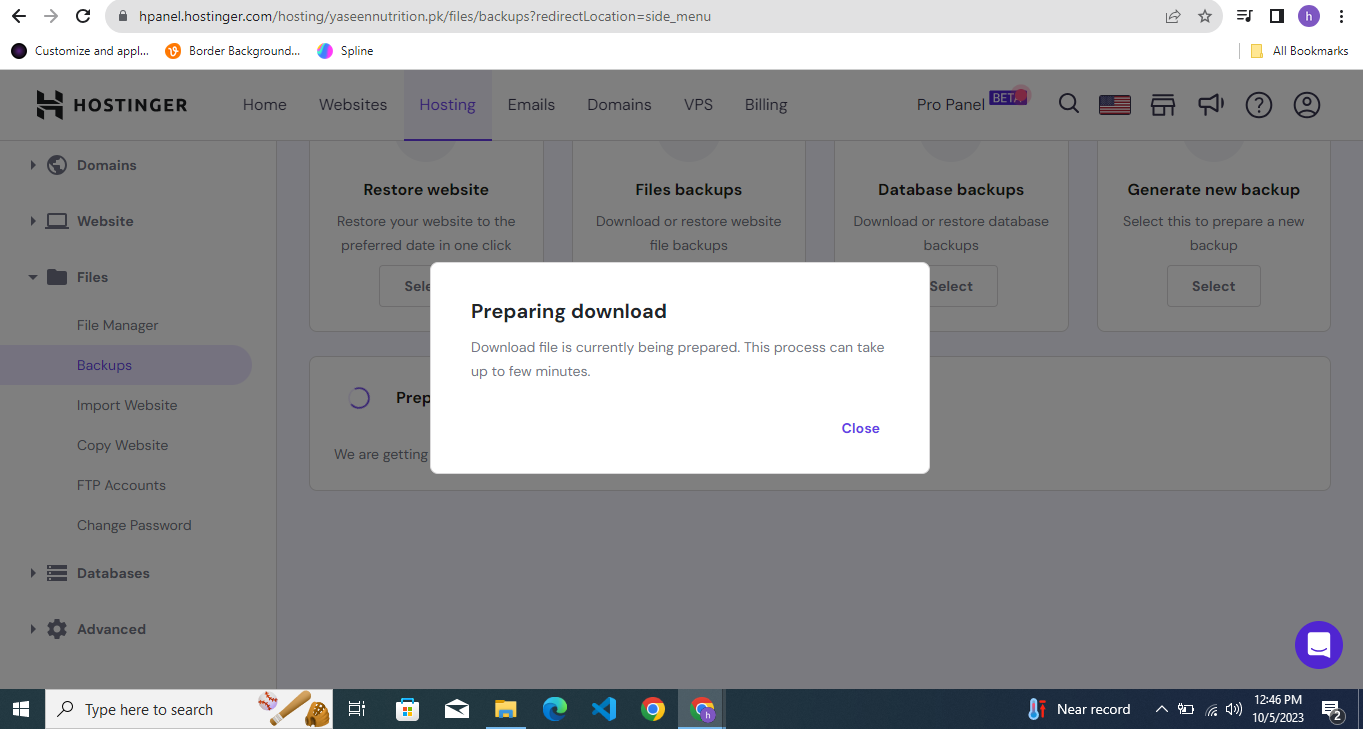 hpanel.hostinger.com/hosting/yaseennutrition.pk/files/backups?redirectLocation=side_menu
h
Customize and appl...
Border Background...
Spline
All Bookmarks
HOSTINGER
Home
Websites
Hosting
Emails
Domains
VPS
Billing
Pro Panel
BETA
Domains
Website
Files
File Manager
Backups
Import Website
Copy Website
FTP Accounts
Change Password
Databases
Advanced
Restore website
Restore your website to the
preferred date in one click
Files backups
Download or restore website
file backups
Database backups
Download or restore database
backups
Select
Generate new backup
Select this to prepare a new
backup
Select
Sele
Prep
We are getting
Preparing download
Download file is currently being prepared. This process can take
up to few minutes.
Close
Type here to search
h
Near record
12:46 PM
10/5/2023
2